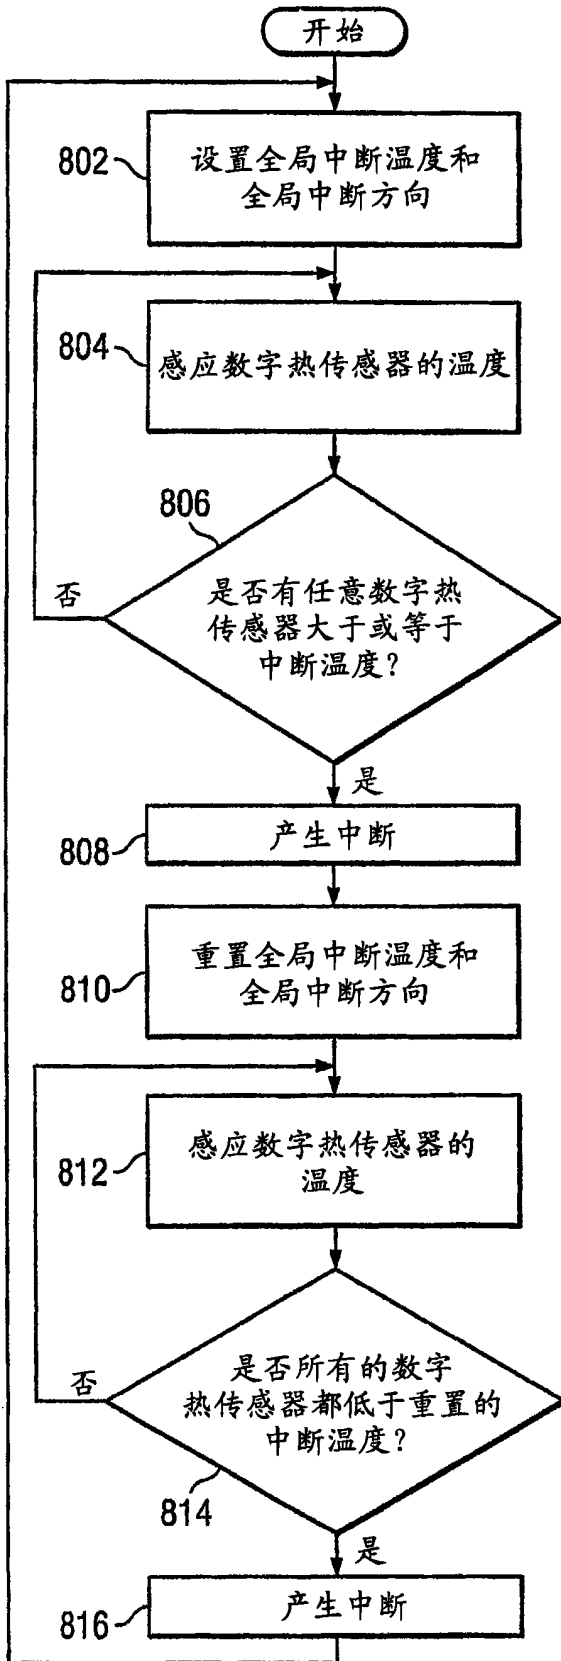 开始
802
设置全局中断温度和
全局中断方向
804
感应数字热传感器的温度
806
否
是否有任意数字热
传感器大于或等于
中断温度？
是
808
产生中断
810
重置全局中断温度和
全局中断方向
812
感应数字热传感器的
温度
否
是否所有的数字
热传感器都低于重置的
中断温度？
814
是
816
产生中断